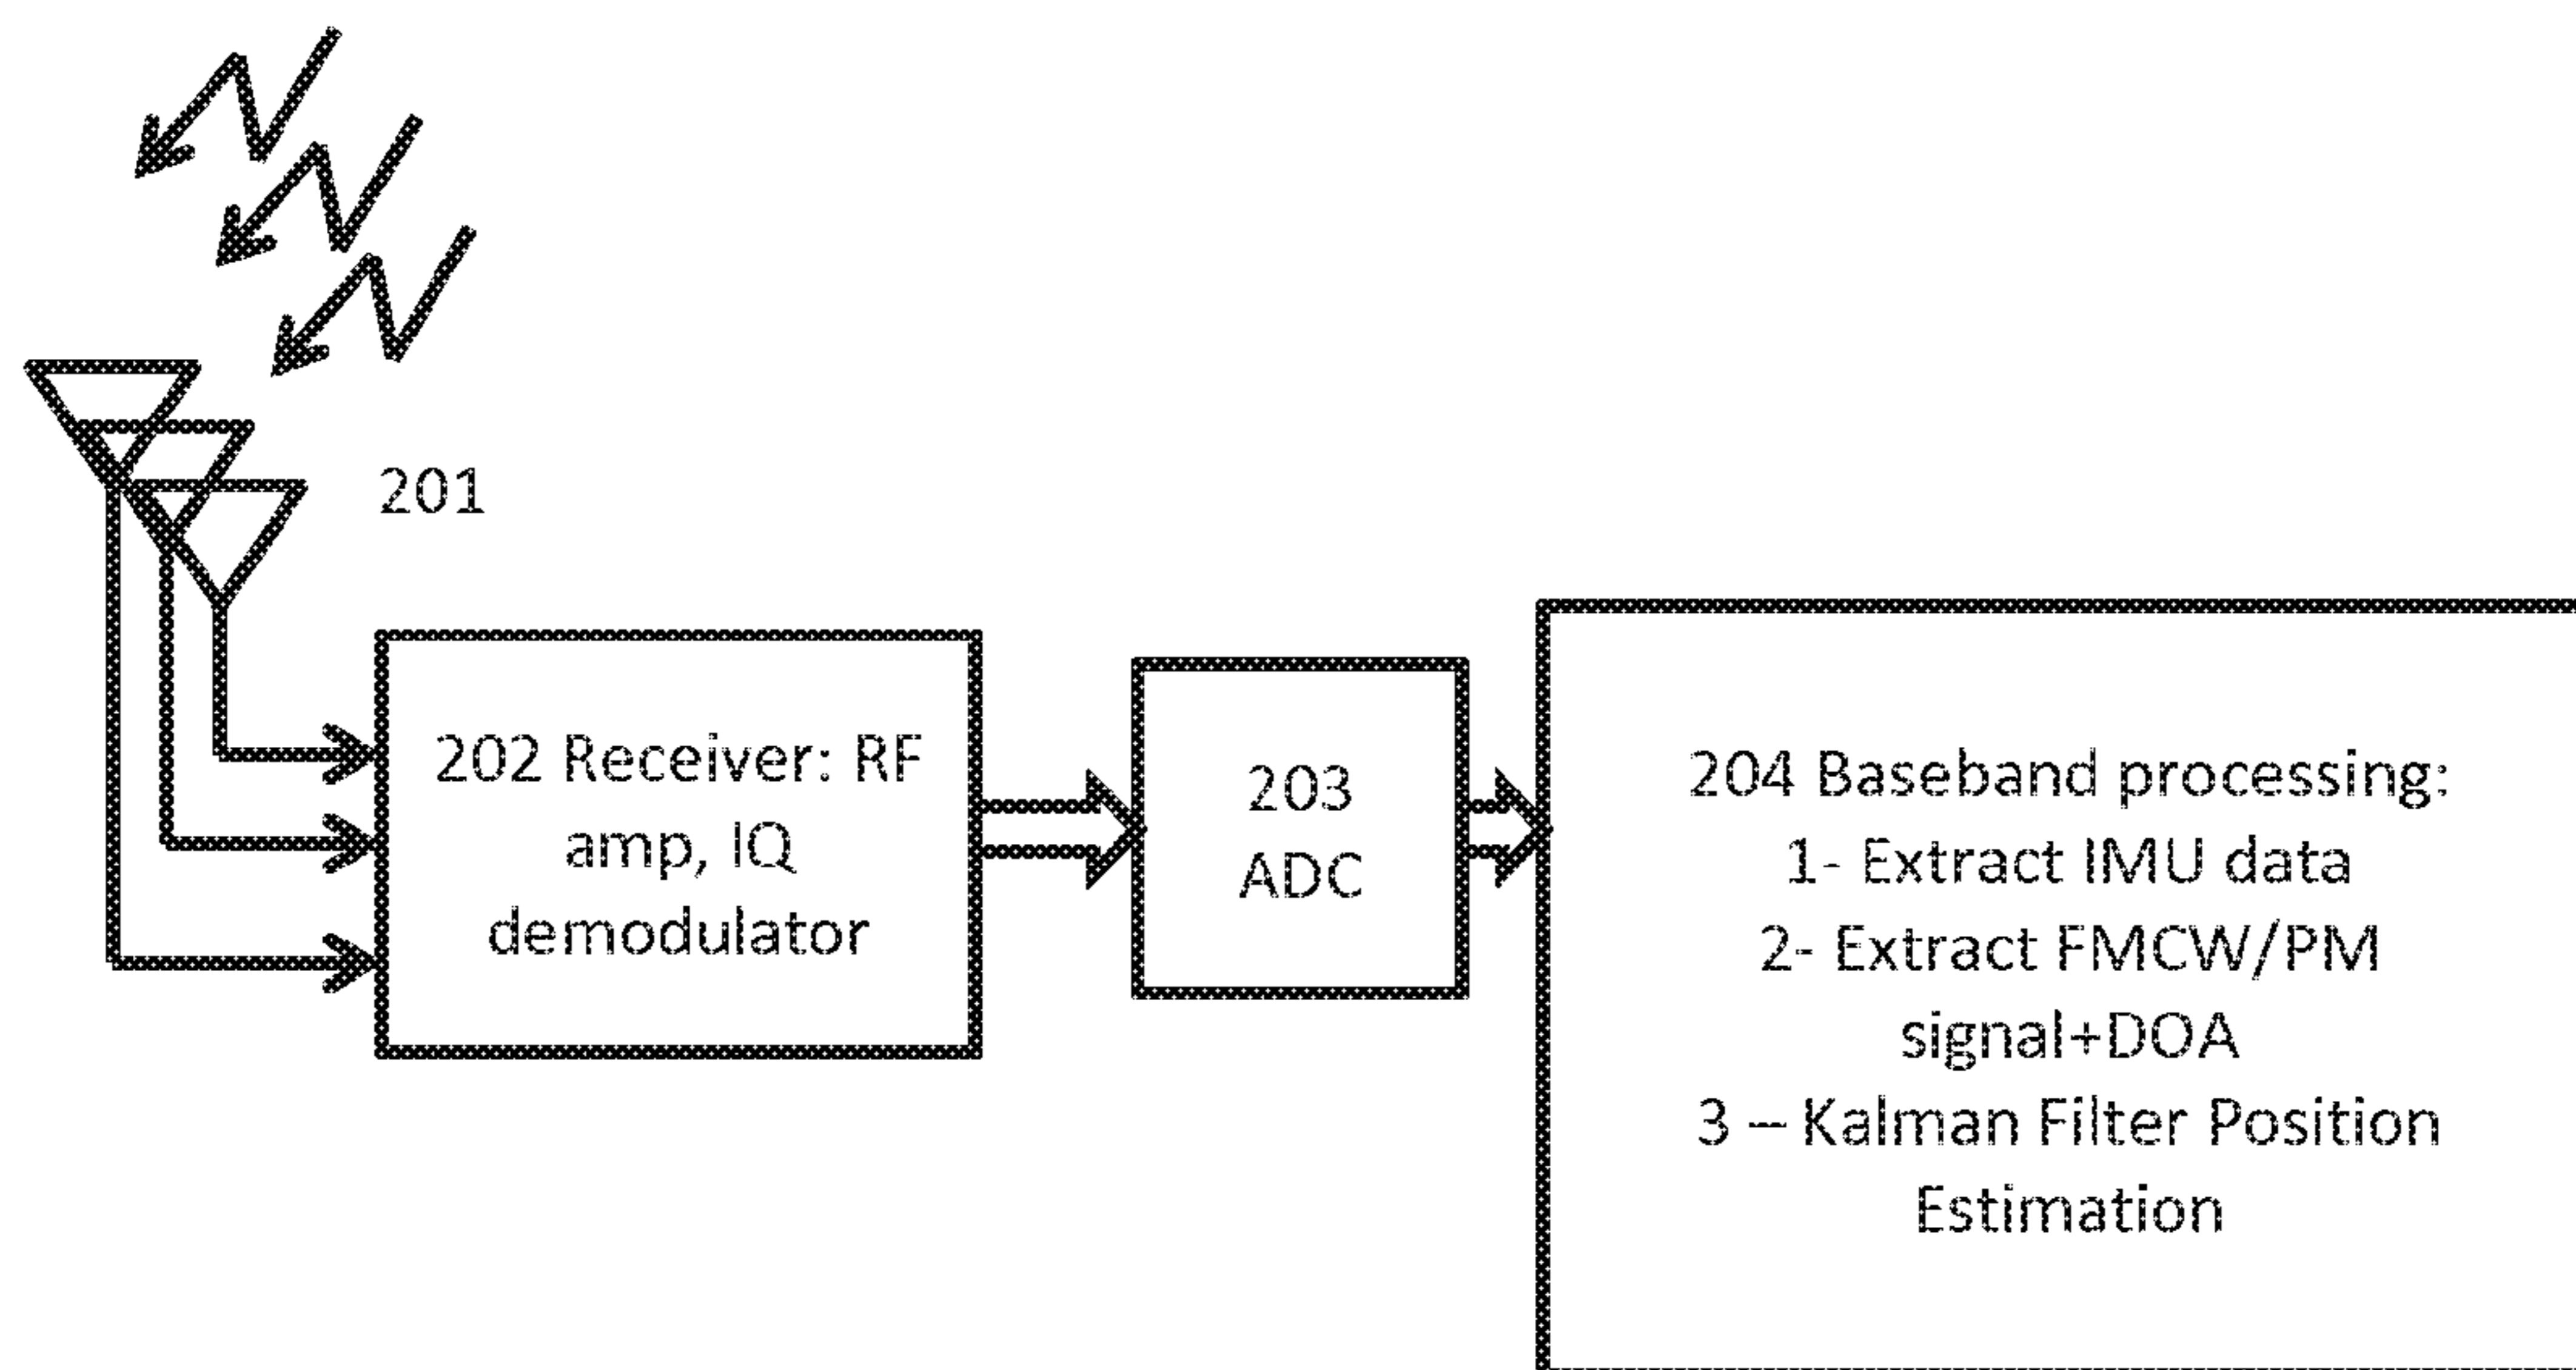 201
202 Receiver: RF
amp, IQ
demodulator
203
ADC
204 Baseband processing:
1- Extract IMU data
2- Extract FMCW/PM
signal+DOA
3 – Kalman Filter Position
Estimation